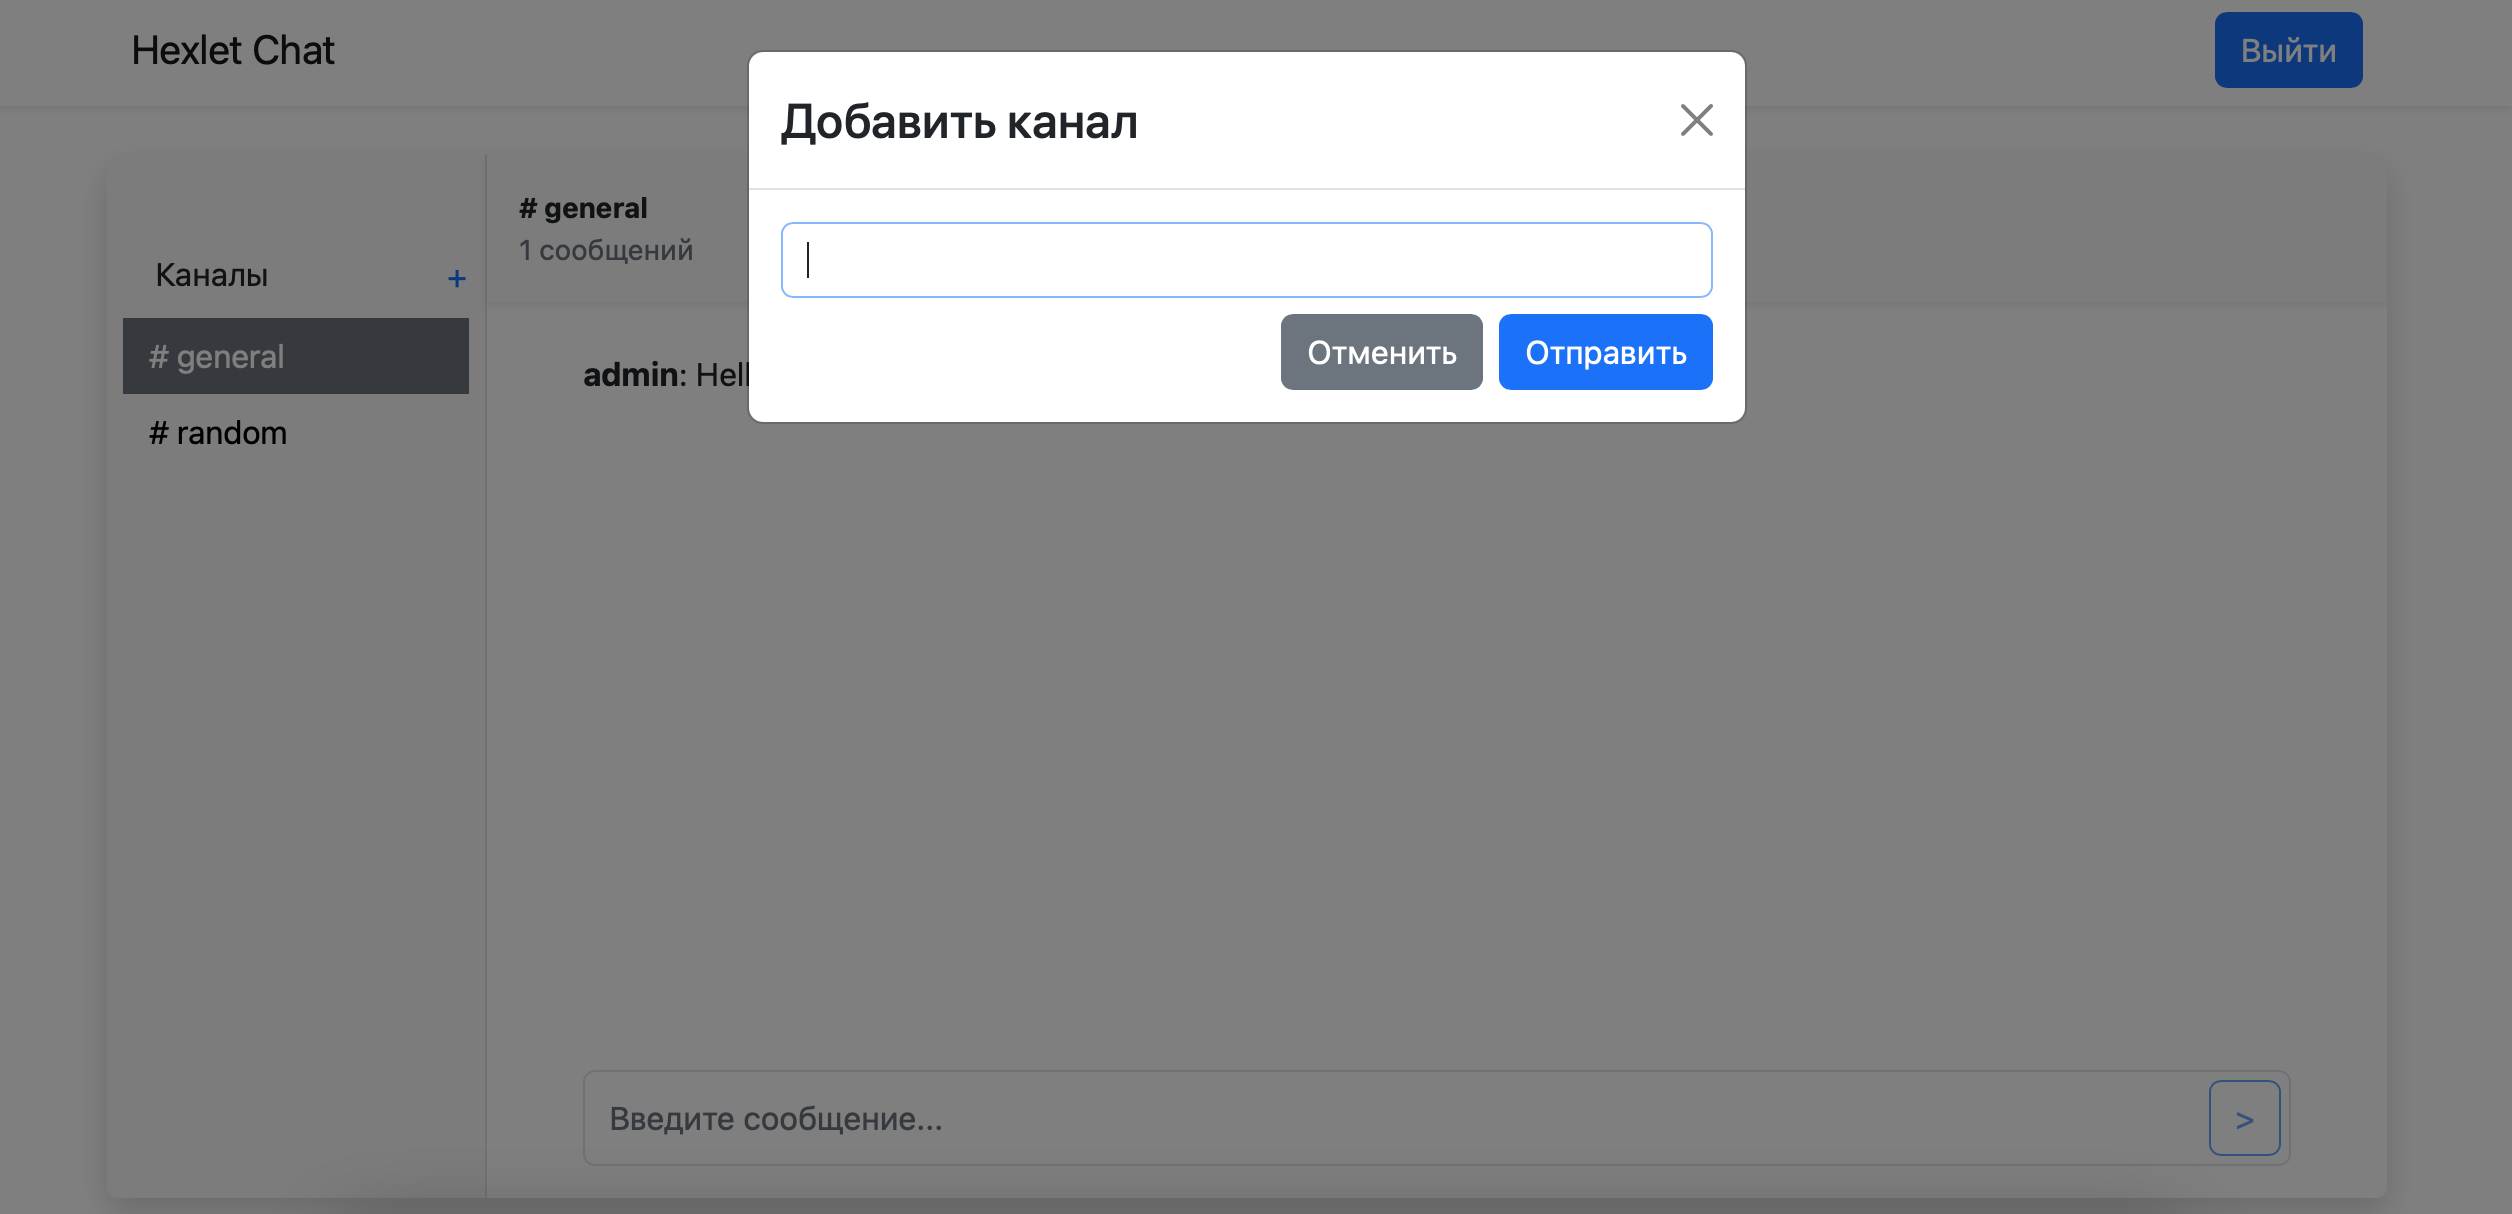 Hexlet Chat
Выйти
Добавить канал
Отменить
Отправить
Каналы
+
# general
# random
# general
1 сообщений
admin: Hell
Введите сообщение...
>